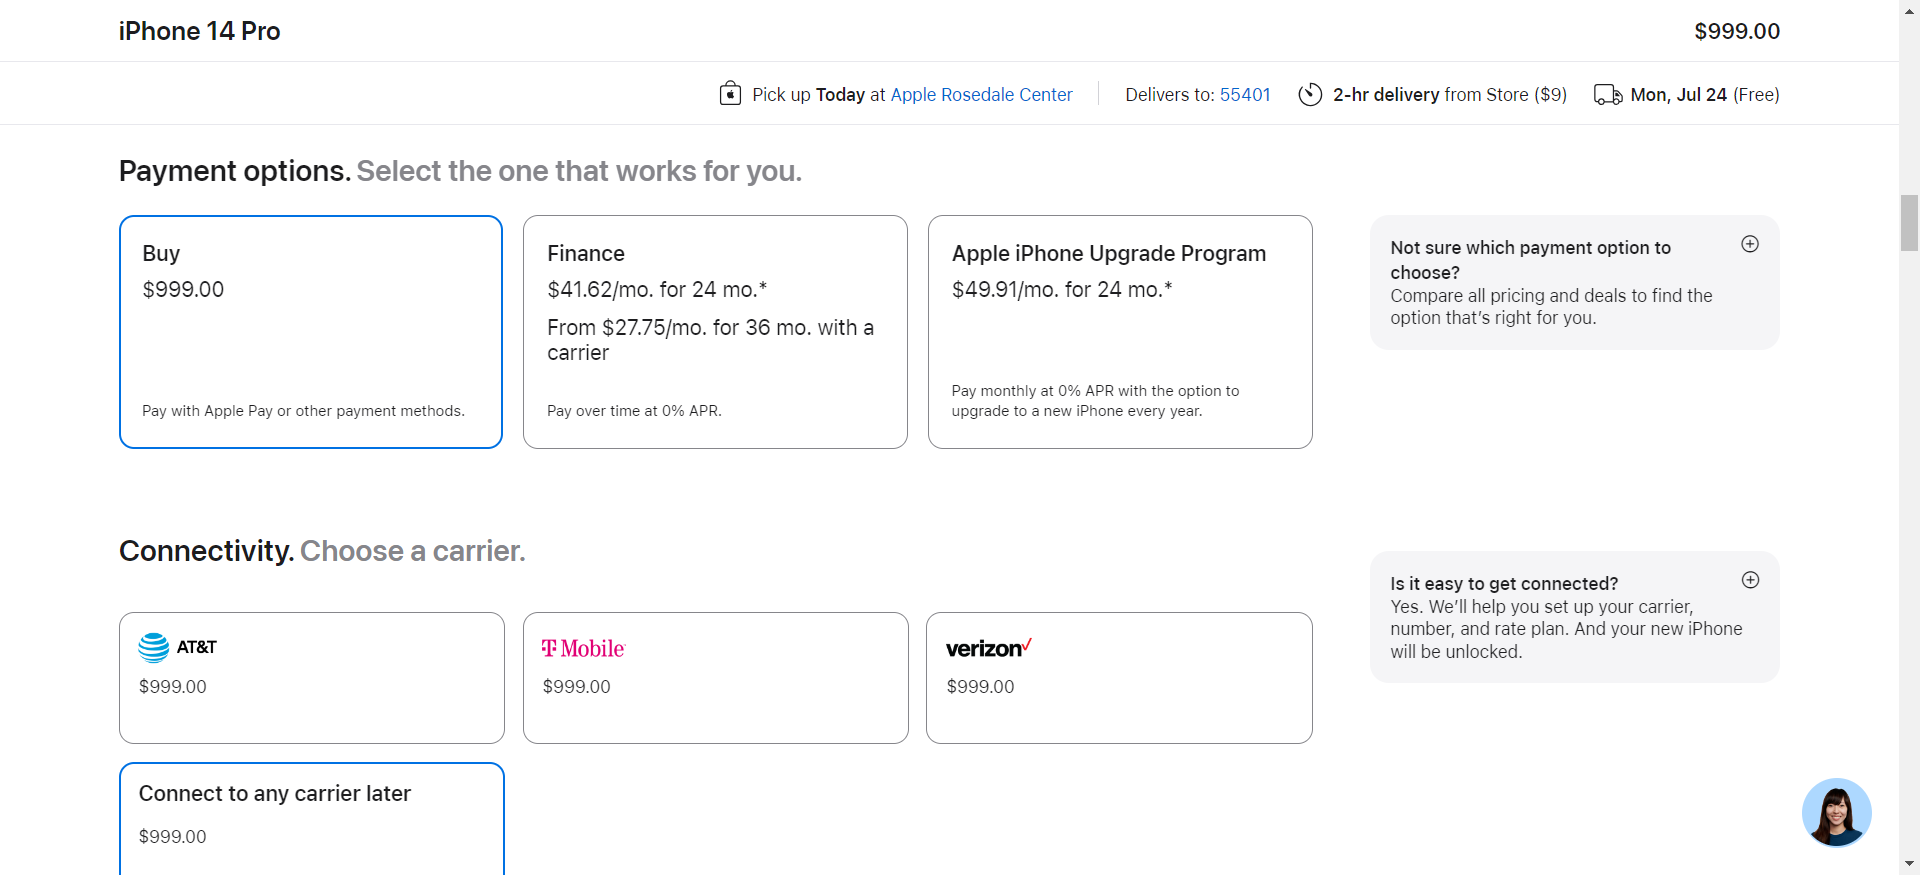 iPhone 14 Pro
$999.00
Pick up Today at Apple Rosedale Center
Delivers to: 55401
2-hr delivery from Store ($9)
Mon, Jul 24 (Free)
Payment options. Select the one that works for you.
Buy
$999.00
Pay with Apple Pay or other payment methods.
Finance
$41.62/mo. for 24 mo.*
From $27.75/mo. for 36 mo. with a
carrier
Pay over time at 0% APR.
Apple iPhone Upgrade Program
$49.91/mo. for 24 mo.*
Pay monthly at 0% APR with the option to
upgrade to a new iPhone every year.
Not sure which payment option to
choose?
Compare all pricing and deals to find the
option that’s right for you.
Connectivity. Choose a carrier.
AT&T
$999.00
T Mobile
$999.00
verizon
$999.00
Connect to any carrier later
$999.00
Is it easy to get connected?
Yes. We’ll help you set up your carrier,
number, and rate plan. And your new iPhone
will be unlocked.